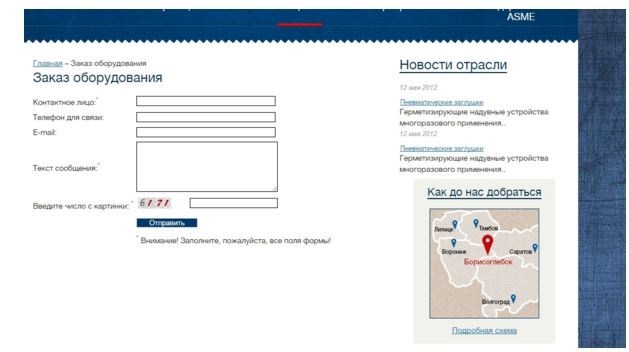 ASME
Главная – Заказ оборудования
Заказ оборудования
Контактное лицо:*
Телефон для связи:
E-mail:
Текст сообщения:*
Введите число с картинки: * 6171
Отправить
* Внимание! Заполните, пожалуйста, все поля формы!
Новости отрасли
12 мая 2012
Пневматические заглушки
Герметизирующие надувные устройства
многоразового применения..
12 мая 2012
Пневматические заглушки
Герметизирующие надувные устройства
многоразового применения..
Как до нас добраться
Липецк
Тамбов
Воронеж
Саратов
Борисоглебск
Волгоград
Подробная схема